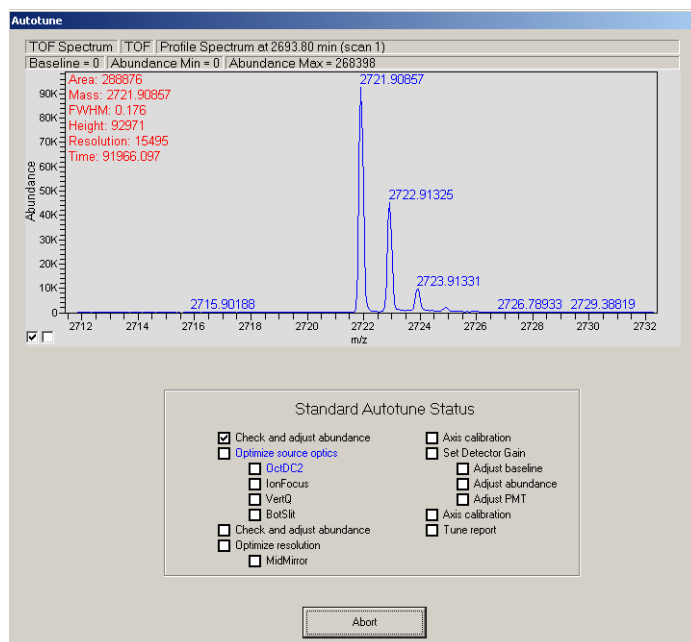 Autotune
TOF Spectrum TOF Profile Spectrum at 2693.80 min (scan 1)
Baseline = 0 Abundance Min = 0 Abundance Max = 268398
Area: 288876
Mass: 2721.90857
FWHM: 0.176
Height: 92971
Resolution: 15495
Time: 91966.097
2721.90857
2722.91325
2723.91331
2715.90188
2726.78933
2729.38819
Abundance
90K
80K
70K
60K
50K
40K
30K
20K
10K
0
2712 2714 2716 2718 2720 2722 2724 2726 2728 2730 2732
m/z
Standard Autotune Status
Check and adjust abundance
Optimize source optics
OctDC2
IonFocus
VertQ
BotSlit
Check and adjust abundance
Optimize resolution
MidMirror
Axis calibration
Set Detector Gain
Adjust baseline
Adjust abundance
Adjust PMT
Axis calibration
Tune report
Abort